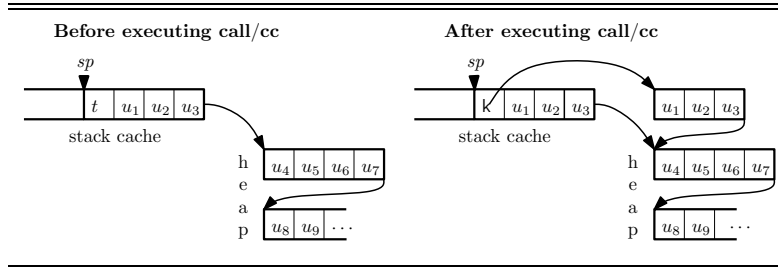 Before executing call/cc
After executing call/cc
sp
sp
t u1 u2 u3
k u1 u2 u3
u1 u2 u3
stack cache
stack cache
h
e
a
p
u4 u5 u6 u7
u8 u9 ...
h
e
a
p
u4 u5 u6 u7
u8 u9 ...